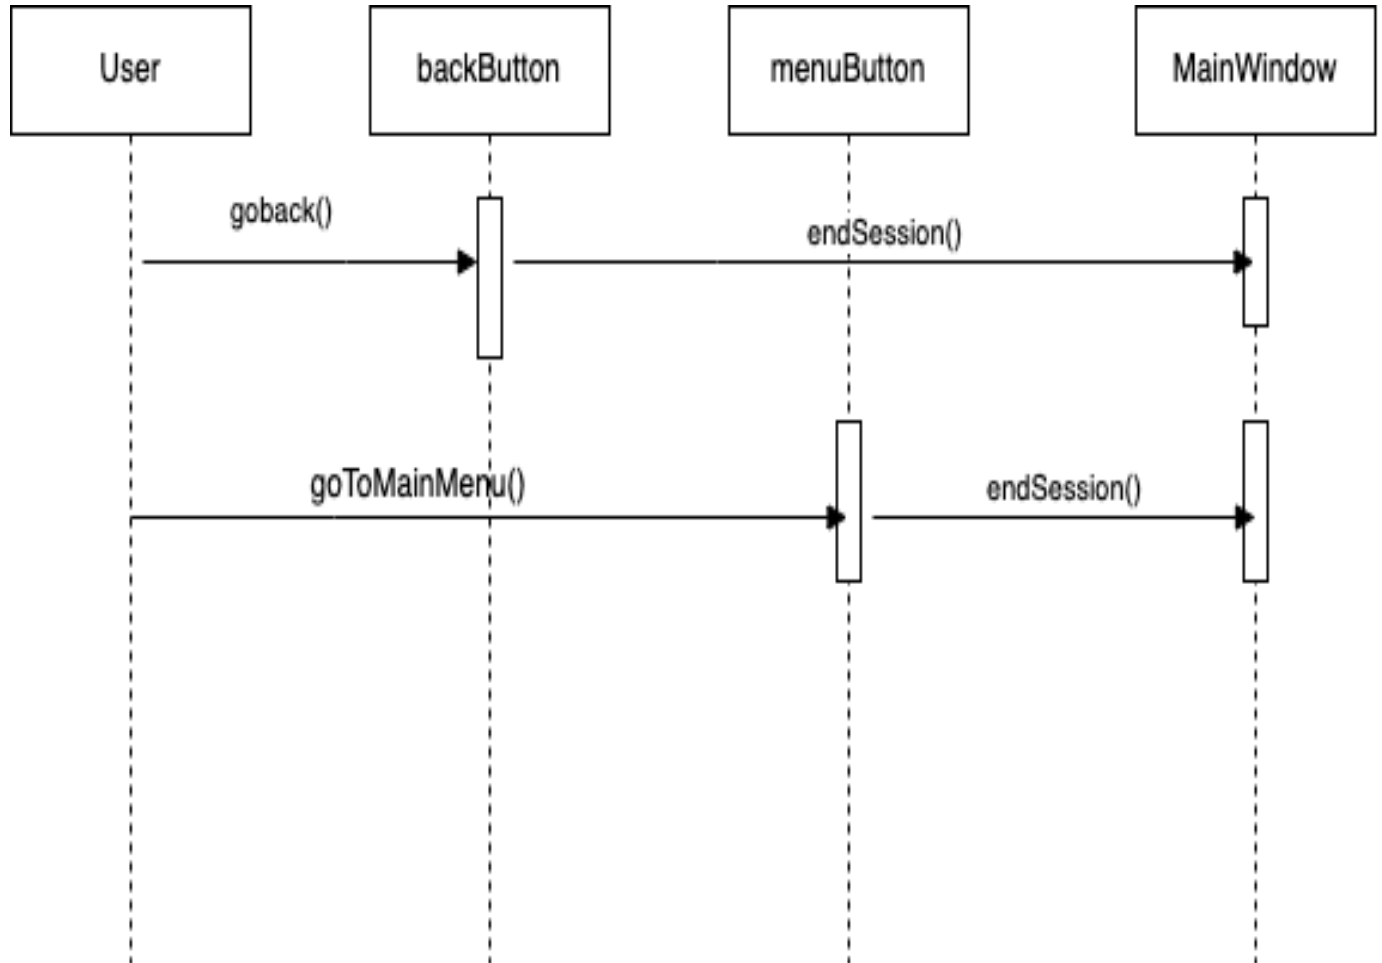 User
backButton
menuButton
MainWindow
goback()
endSession()
goToMainMenu()
endSession()